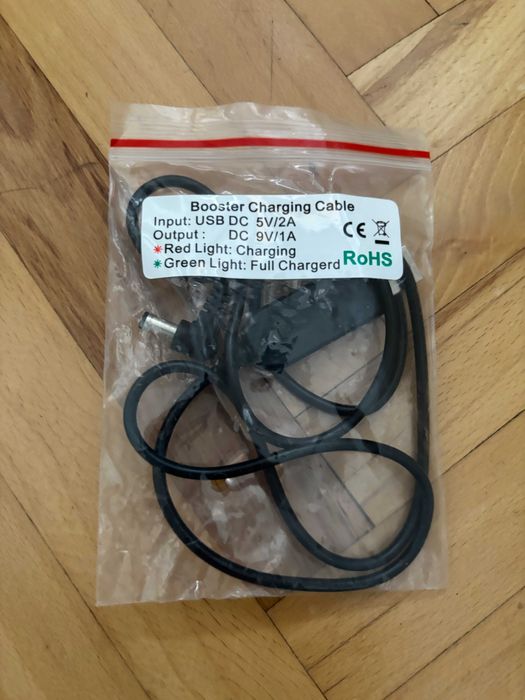 Booster Charging Cable
Input: USB DC 5V/2A
Output : DC 9V/1A
✷Red Light: Charging
✷Green Light: Full Chargerd
CE
RoHS